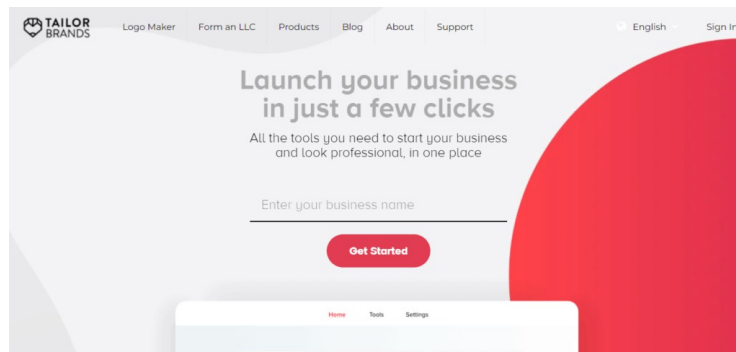 TAILOR
BRANDS
Logo Maker Form an LLC Products Blog About Support English Sign In
Launch your business
in just a few clicks
All the tools you need to start your business
and look professional, in one place
Enter your business name
Get Started
Home Tools Settings